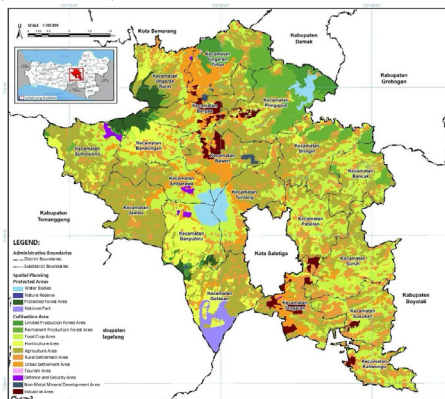 SCALE 1:160.000
Kota Semarang
Kabupaten
Demak
Kabupaten
Grobogan
Kecamatan
Ungaran
Timur
Kecamatan
Ungaran
Barat
Kecamatan
Bergas
Kecamatan
Pringapus
Kecamatan
Sumowono
Kecamatan
Bandungan
Kecamatan
Bawen
Kecamatan
Bringin
Kecamatan
Bancak
Kecamatan
Ambarawa
Kecamatan
Tuntang
Kabupaten
Temanggung
Kecamatan
Jambu
Kecamatan
Banyubiru
Kecamatan
Pabelan
Kota Salatiga
Kecamatan
Suruh
Kecamatan
Getasan
Kecamatan
Tengaran
Kecamatan
Susukan
Kabupaten
Boyolali
Kecamatan
Kaliwungu
LEGEND:
Administrative Boundaries
District Boundaries
Subdistrict Boundaries
Spatial Planning
Protected Areas
Water Bodies
Nature Reserve
Protected Forest Area
National Park
Cultivation Area
Limited Production Forest Area
Permanent Production Forest Area
Food Crop Area
Horticulture Area
Agriculture Area
Rural Settlement Area
Urban Settlement Area
Tourism Area
Defence and Security Area
Non-Metal Mineral Development Area
Industrial Area